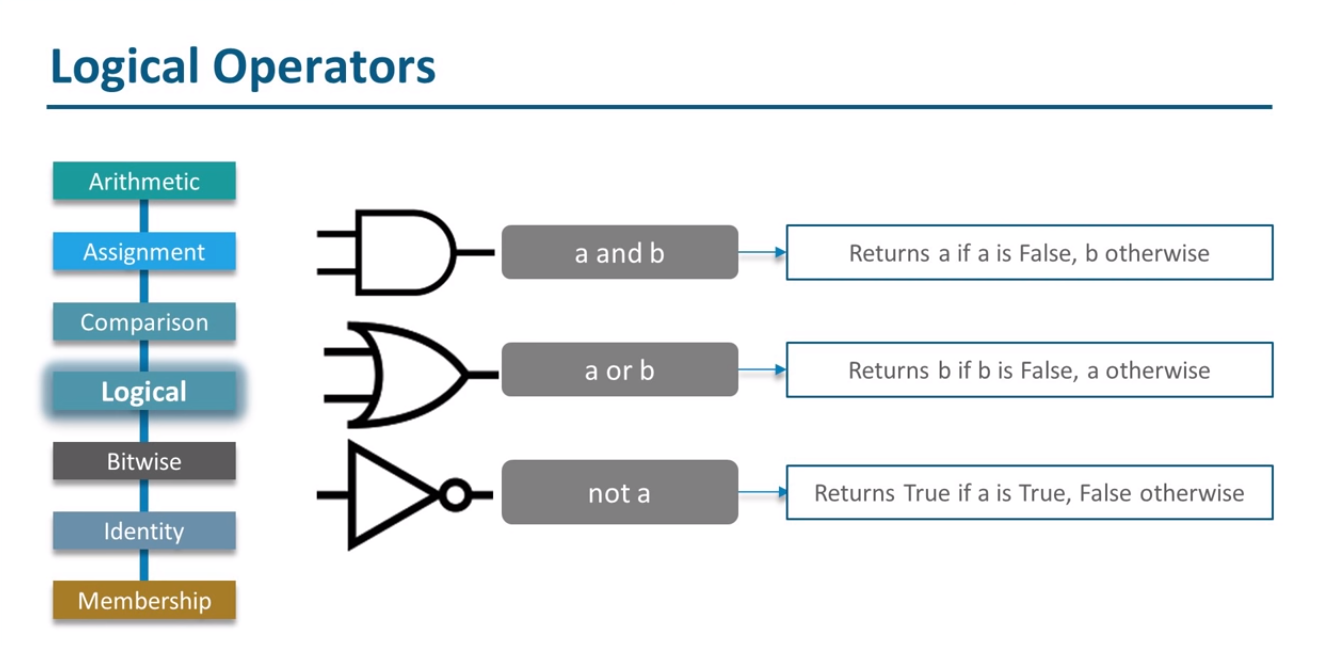 Logical Operators
Arithmetic
Assignment
Comparison
Logical
Bitwise
Identity
Membership
a and b
Returns a if a is False, b otherwise
a or b
Returns b if b is False, a otherwise
not a
Returns True if a is True, False otherwise